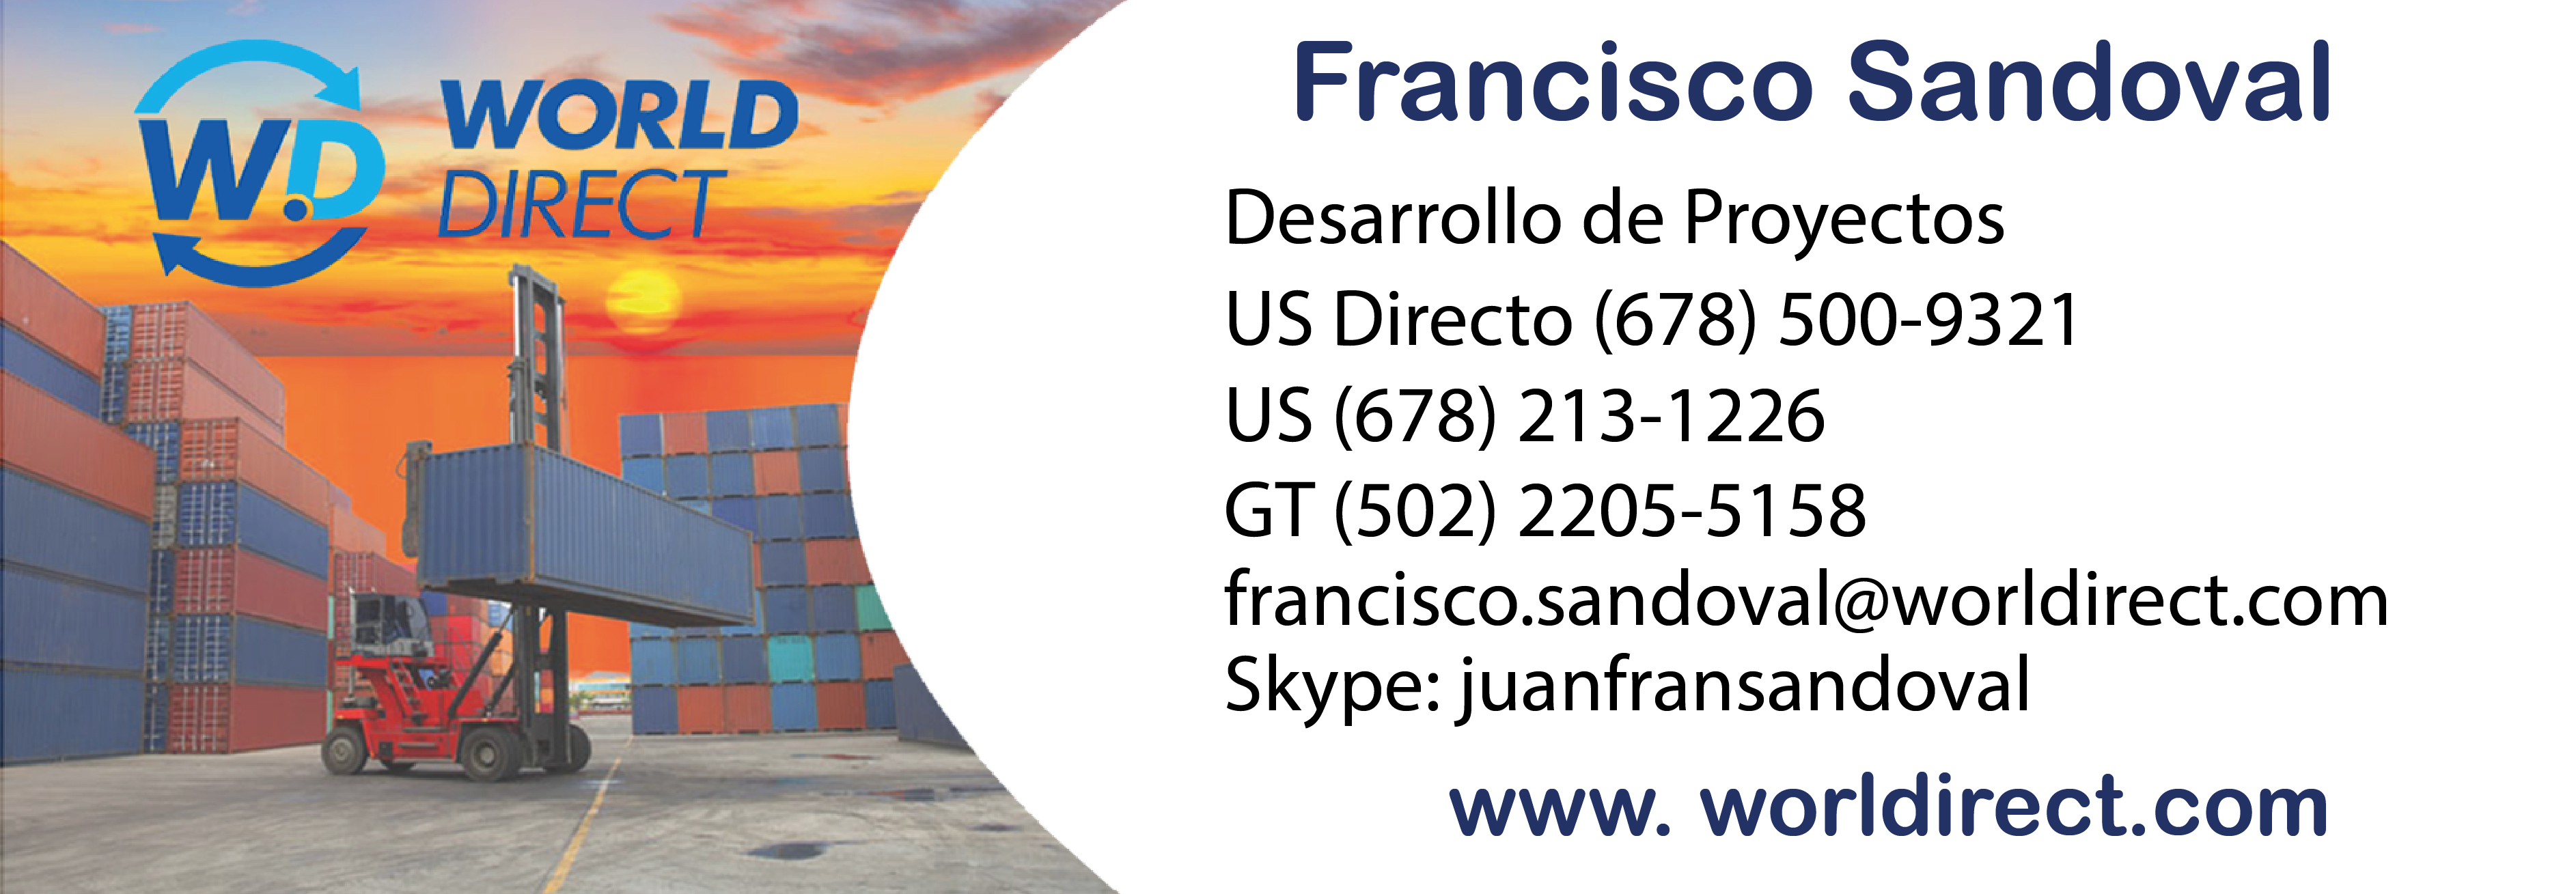 W.D
WORLD
DIRECT
Francisco Sandoval
Desarrollo de Proyectos
US Directo (678) 500-9321
US (678) 213-1226
GT (502) 2205-5158
francisco.sandoval@worldirect.com
Skype: juanfransandoval
www. worldirect.com